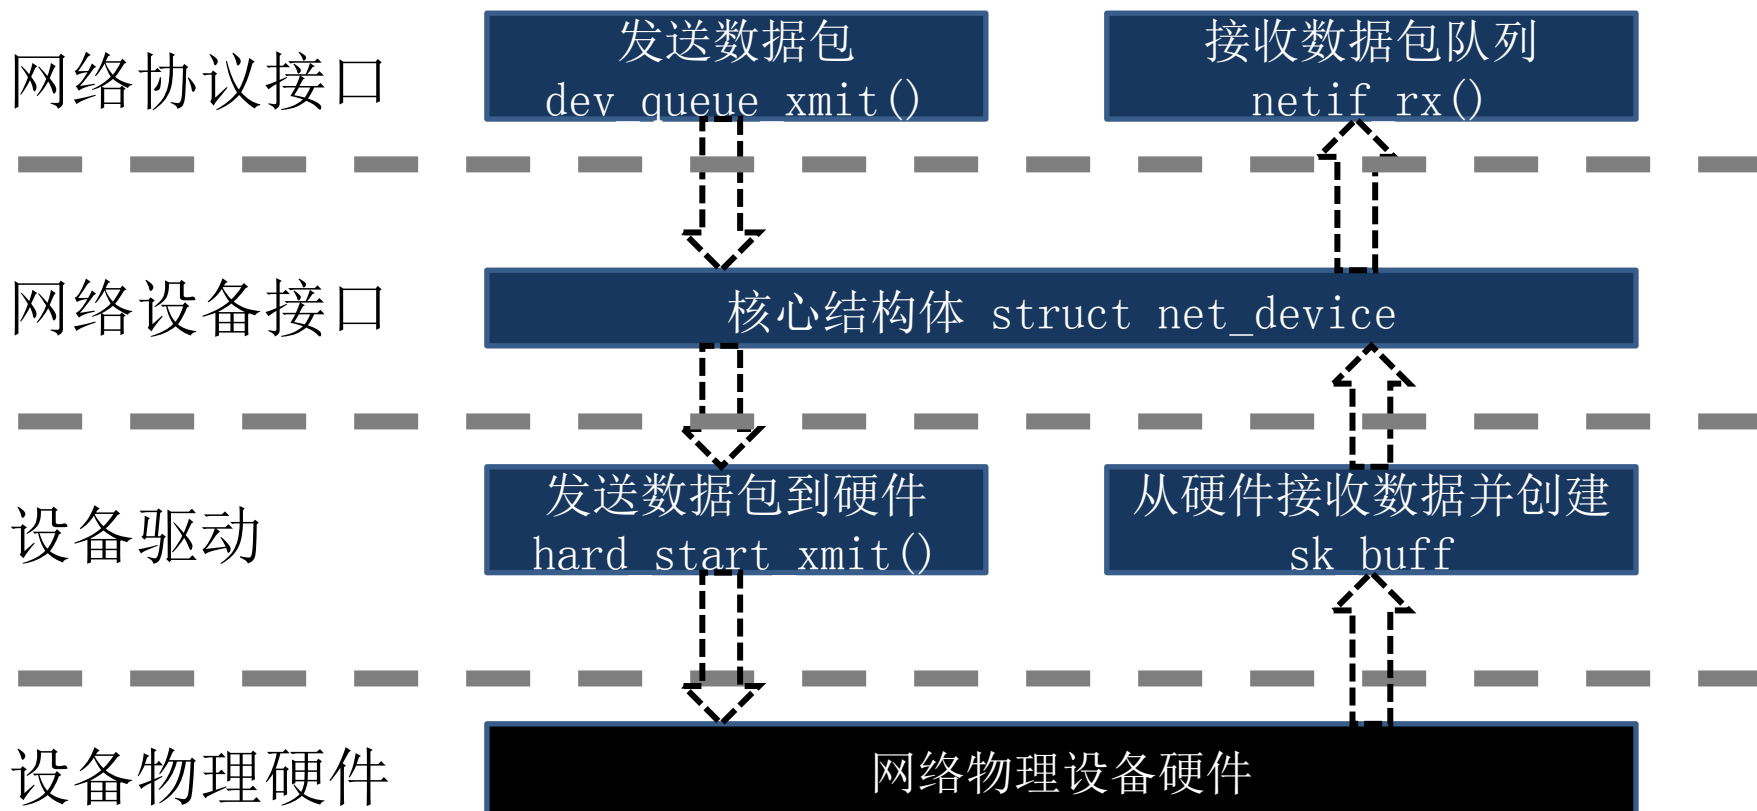 网络协议接口
发送数据包
dev_queue_xmit()
接收数据包队列
netif_rx()
网络设备接口
核心结构体 struct net_device
设备驱动
发送数据包到硬件
hard_start_xmit()
从硬件接收数据并创建
sk_buff
设备物理硬件
网络物理设备硬件